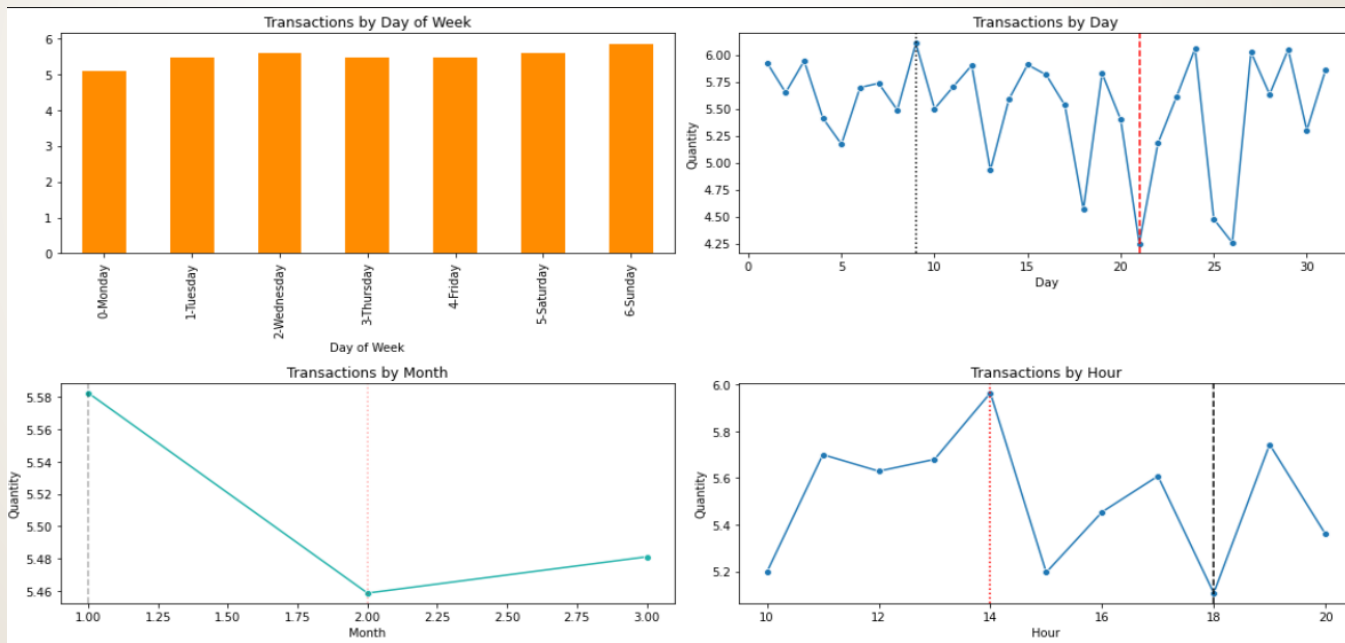 Transactions by Day of Week
6
5
4
3
2
1
0
0-Monday
1-Tuesday
2-Wednesday
3-Thursday
4-Friday
5-Saturday
6-Sunday
Day of Week
Transactions by Day
6.00
5.75
5.50
5.25
5.00
4.75
4.50
4.25
Quantity
0 5 10 15 20 25 30
Day
Transactions by Month
5.58
5.56
5.54
5.52
5.50
5.48
5.46
Quantity
1.00 1.25 1.50 1.75 2.00 2.25 2.50 2.75 3.00
Month
Transactions by Hour
6.0
5.8
5.6
5.4
5.2
Quantity
10 12 14 16 18 20
Hour